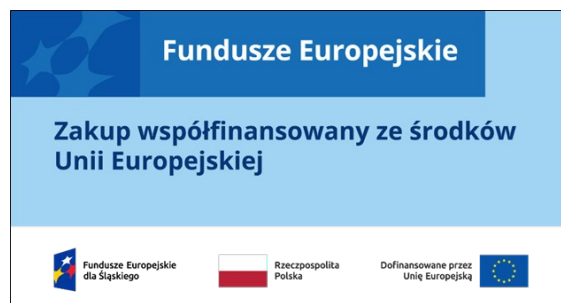 Fundusze Europejskie
Zakup współfinansowany ze środków
Unii Europejskiej
Fundusze Europejskie
dla Śląskiego
Rzeczpospolita
Polska
Dofinansowane przez
Unię Europejską